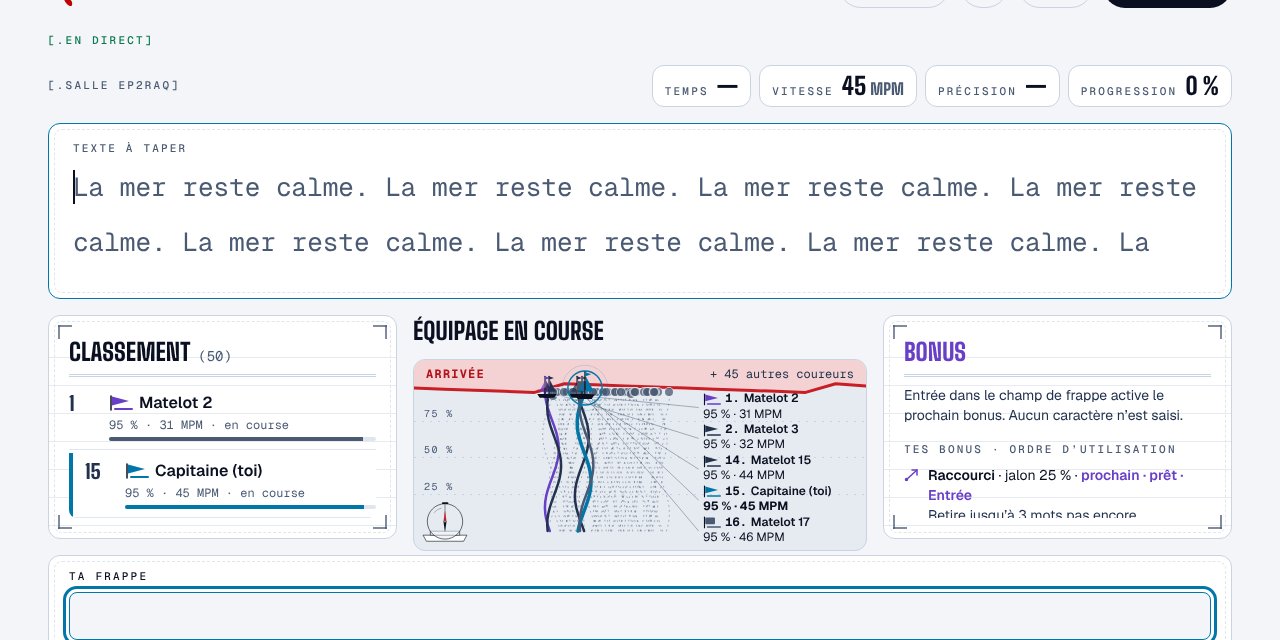 [.EN DIRECT]
[.SALLE EP2RAQ]
TEMPS —
VITESSE 45 MPM
PRÉCISION —
PROGRESSION 0 %
TEXTE À TAPER
La mer reste calme. La mer reste calme. La mer reste calme. La mer reste
calme. La mer reste calme. La mer reste calme. La mer reste calme. La
CLASSEMENT (50)
1 Matelot 2
95 % · 31 MPM · en course
15 Capitaine (toi)
95 % · 45 MPM · en course
ÉQUIPAGE EN COURSE
ARRIVÉE
+ 45 autres coureurs
75 %
50 %
25 %
1. Matelot 2
95 % · 31 MPM
2. Matelot 3
95 % · 32 MPM
14. Matelot 15
95 % · 44 MPM
15. Capitaine (toi)
95 % · 45 MPM
16. Matelot 17
95 % · 46 MPM
BONUS
Entrée dans le champ de frappe active le
prochain bonus. Aucun caractère n’est saisi.
TES BONUS · ORDRE D’UTILISATION
Raccourci · jalon 25 % · prochain · prêt ·
Entrée
Retire jusqu’à 3 mots pas encore
TA FRAPPE